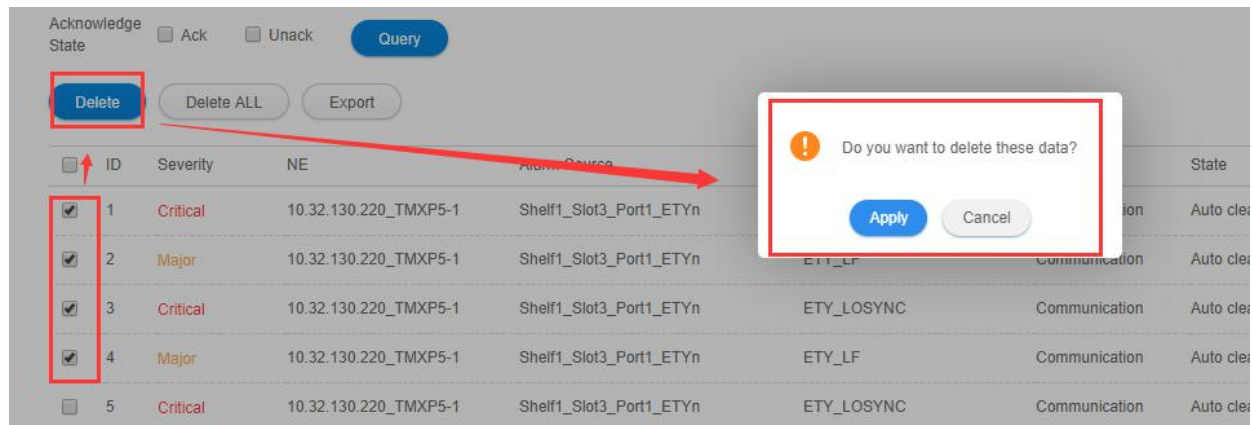 Acknowledge
State
Ack Unack Query
Delete Delete ALL Export
Do you want to delete these data?
Apply Cancel
ID Severity NE State
1 Critical 10.32.130.220_TMXP5-1 Shelf1_Slot3_Port1_ETYn Auto clea
2 Major 10.32.130.220_TMXP5-1 Shelf1_Slot3_Port1_ETYn ETY_LF Communication Auto clea
3 Critical 10.32.130.220_TMXP5-1 Shelf1_Slot3_Port1_ETYn ETY_LOSYNC Communication Auto clea
4 Major 10.32.130.220_TMXP5-1 Shelf1_Slot3_Port1_ETYn ETY_LF Communication Auto clea
5 Critical 10.32.130.220_TMXP5-1 Shelf1_Slot3_Port1_ETYn ETY_LOSYNC Communication Auto clea